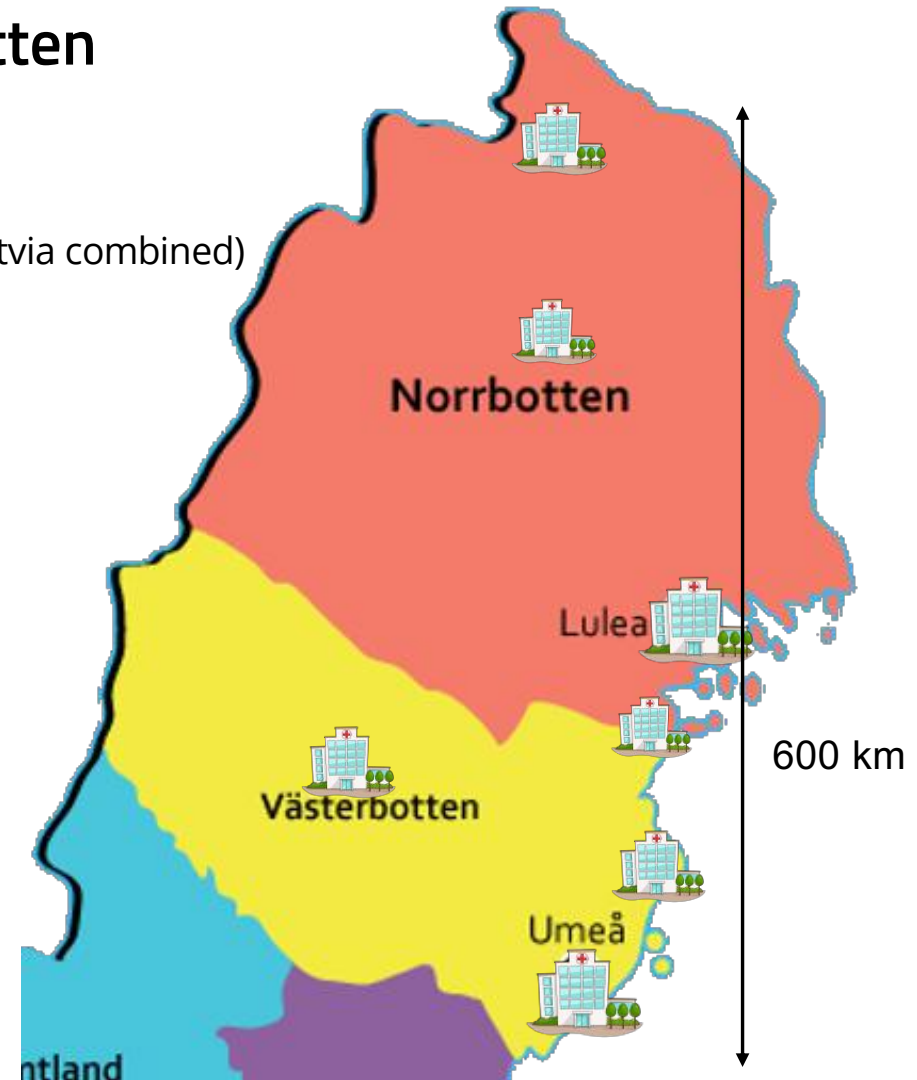 tten
tvia combined)
Norrbotten
Lulea
600 km
Västerbotten
Umeå
ntland